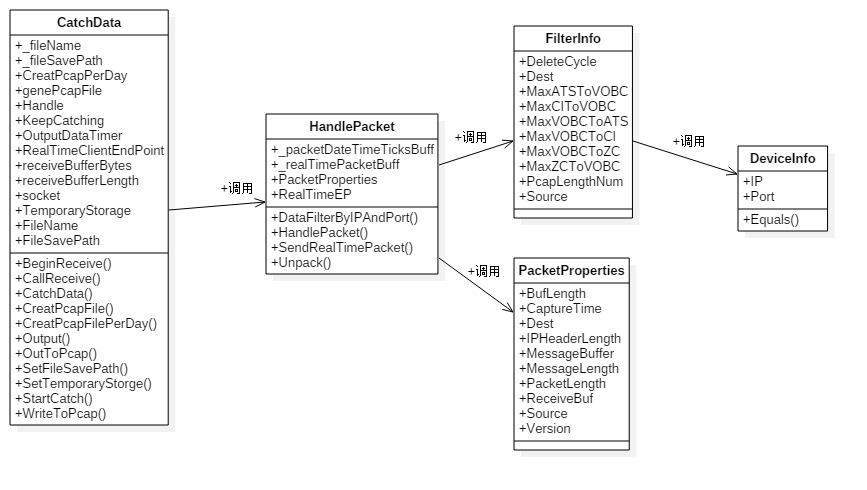 CatchData
+_fileName
+_fileSavePath
+CreatPcapPerDay
+genePcapFile
+Handle
+KeepCatching
+OutputDataTimer
+RealTimeClientEndPoint
+receiveBufferBytes
+receiveBufferLength
+socket
+TemporaryStorage
+FileName
+FileSavePath
+BeginReceive()
+CallReceive()
+CatchData()
+CreatPcapFile()
+CreatPcapFilePerDay()
+Output()
+OutToPcap()
+SetFileSavePath()
+SetTemporaryStorge()
+StartCatch()
+WriteToPcap()
+调用
HandlePacket
+_packetDateTimeTicksBuff
+_realTimePacketBuff
+PacketProperties
+RealTimeEP
+DataFilterByIPAndPort()
+HandlePacket()
+SendRealTimePacket()
+Unpack()
+调用
+调用
FilterInfo
+DeleteCycle
+Dest
+MaxATSToVOBC
+MaxCIToVOBC
+MaxVOBCToATS
+MaxVOBCToCI
+MaxVOBCToZC
+MaxZCToVOBC
+PcapLengthNum
+Source
PacketProperties
+BufLength
+CaptureTime
+Dest
+IPHeaderLength
+MessageBuffer
+MessageLength
+PacketLength
+ReceiveBuf
+Source
+Version
+调用
DeviceInfo
+IP
+Port
+Equals()